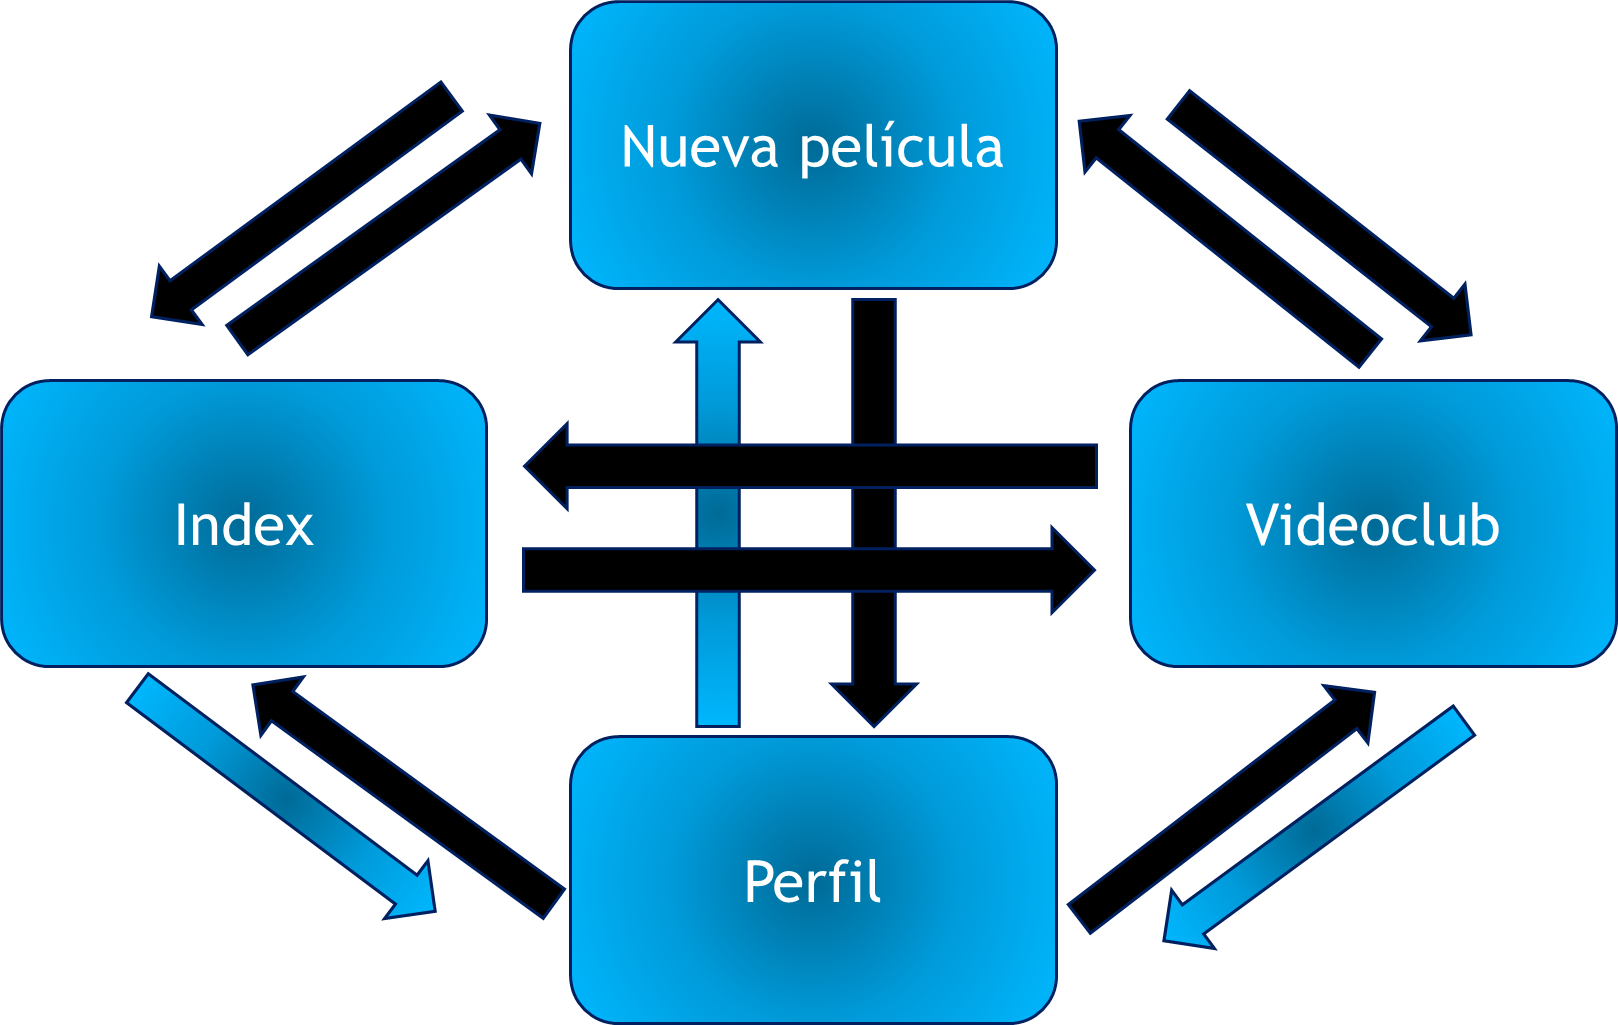 Nueva película
Index
Videoclub
Perfil